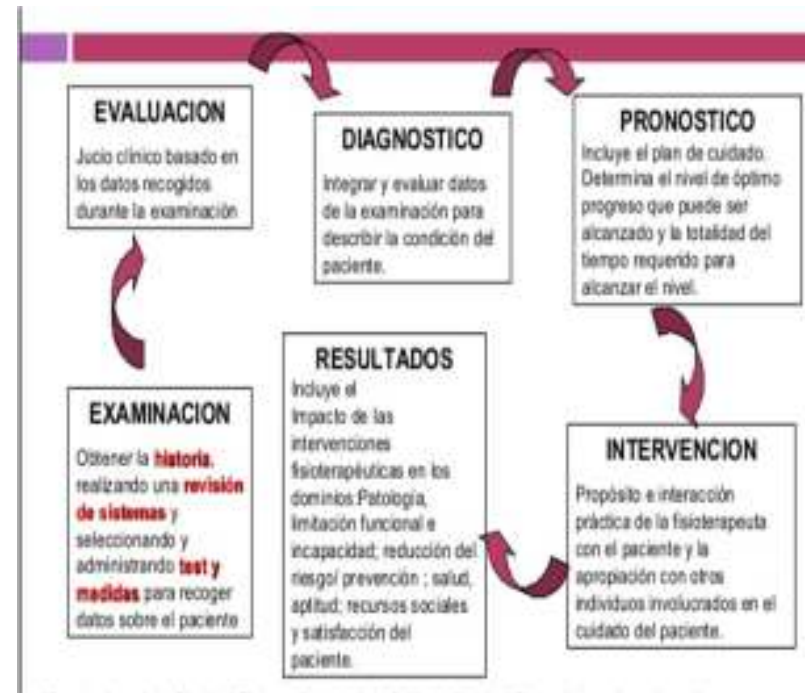 EVALUACION
Jucio clínico basado en
los datos recogidos
durante la examinación
DIAGNOSTICO
Integrar y evaluar datos
de la examinación para
describir la condición del
paciente.
PRONOSTICO
Incluye el plan de cuidado.
Determina el nivel de óptimo
progreso que puede ser
alcanzado y la totalidad del
tiempo requerido para
alcanzar el nivel.
EXAMINACION
Obtener la historia,
realizando una revisión
de sistemas y
seleccionando y
administrando test y
medidas para recoger
datos sobre el paciente
RESULTADOS
Incluye el
Impacto de las
intervenciones
fisioterapéuticas en los
dominios:Patología,
limitación funcional e
incapacidad; reducción del
riesgo/ prevención ; salud,
aptitud; recursos sociales
y satisfacción del
paciente.
INTERVENCION
Propósito e interacción
práctica de la fisioterapeuta
con el paciente y la
apropiación con otros
individuos involucrados en el
cuidado del paciente.